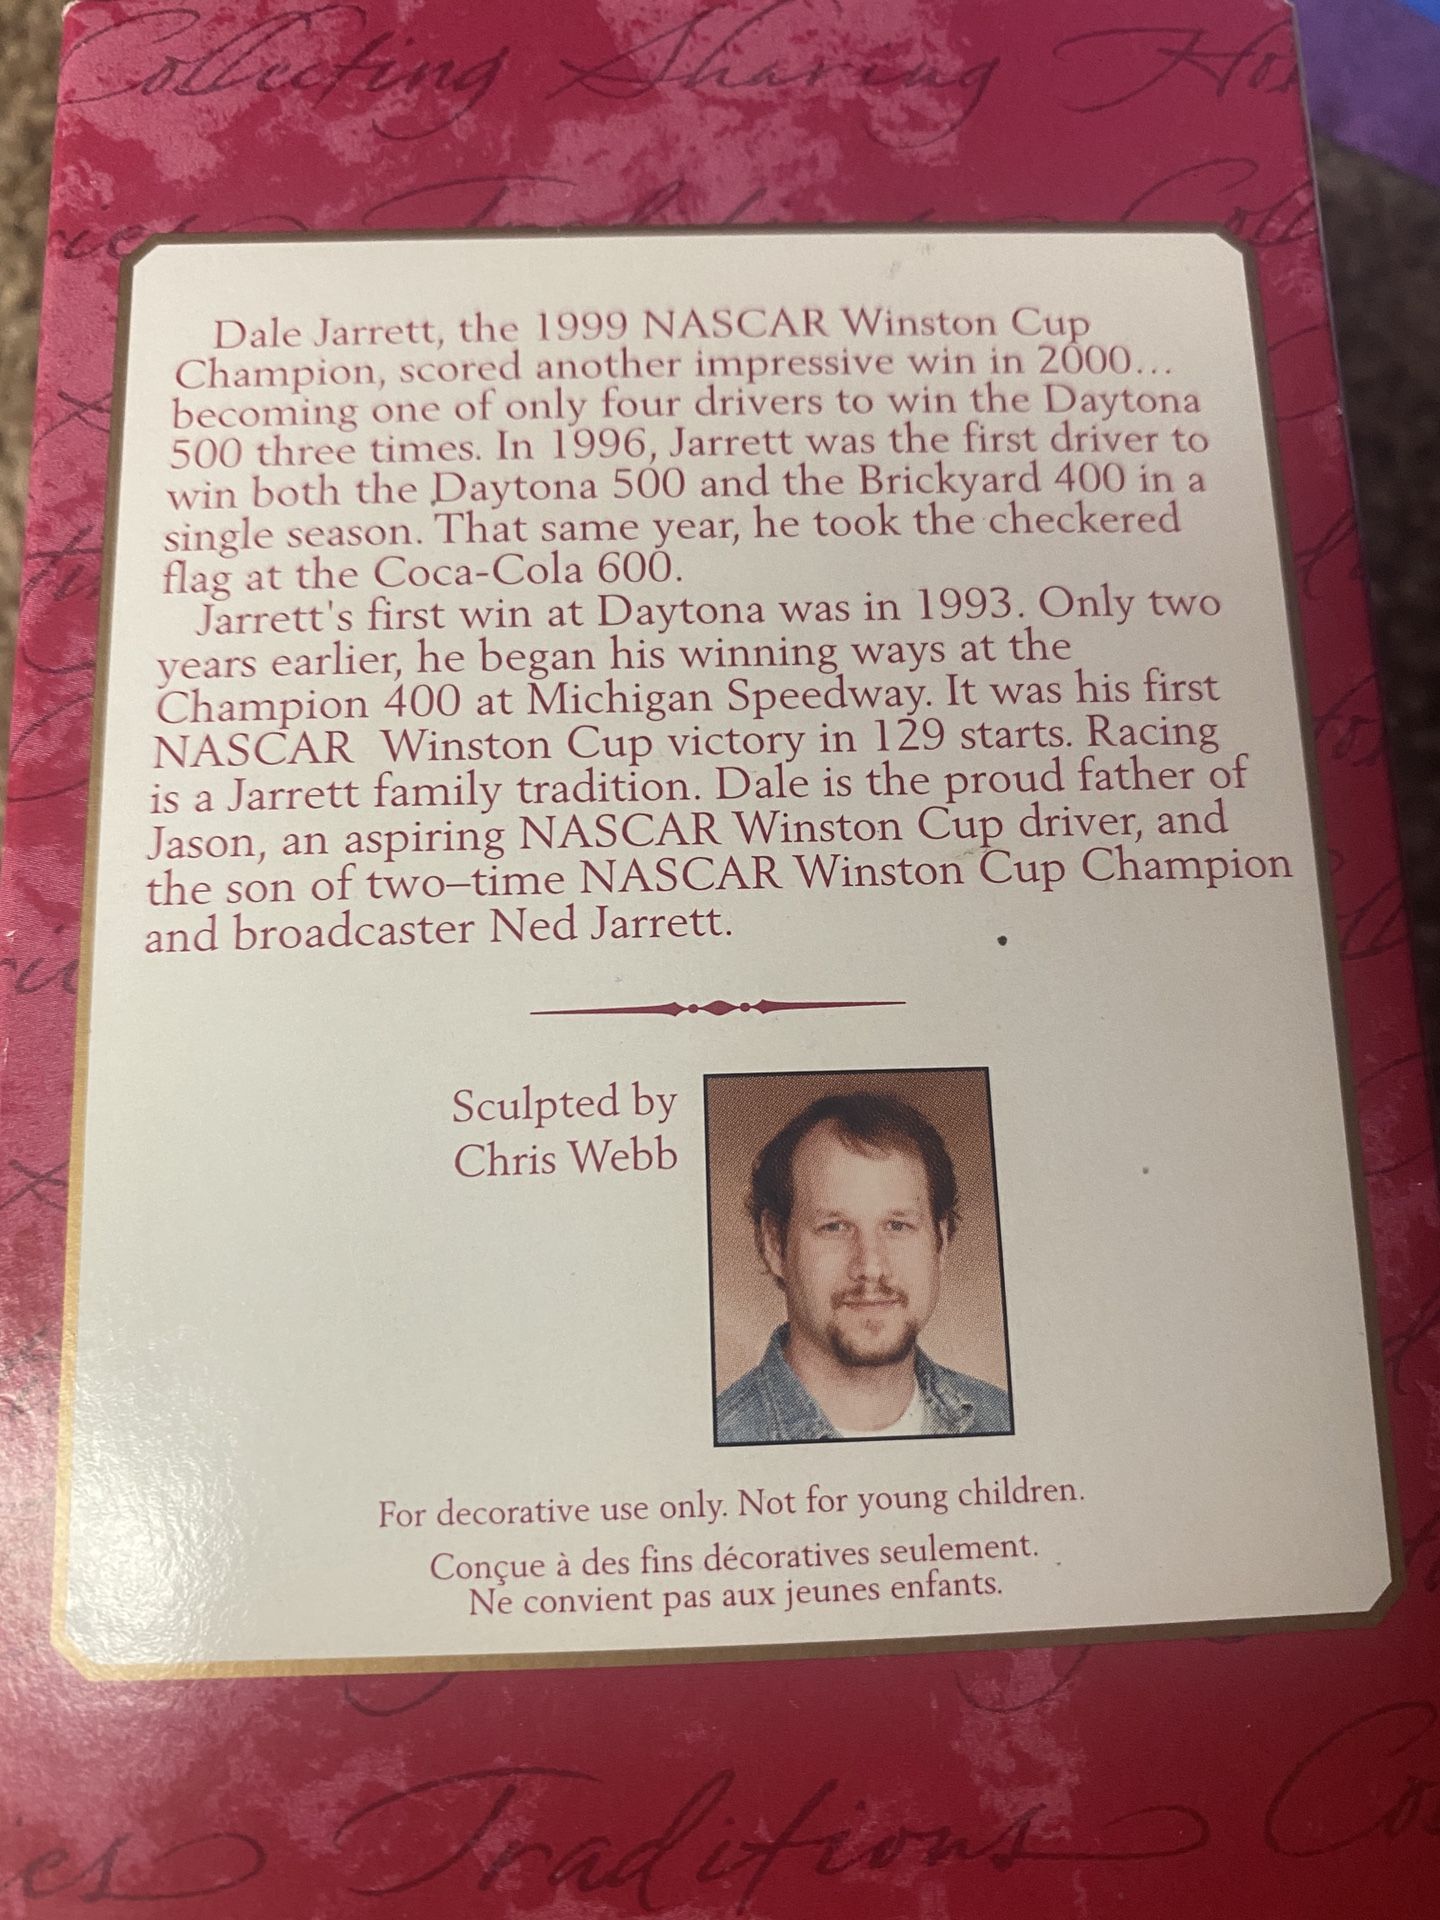 Collecting Sharing
Dale Jarrett, the 1999 NASCAR Winston Cup
Champion, scored another impressive win in 2000...
becoming one of only four drivers to win the Daytona
500 three times. In 1996, Jarrett was the first driver to
win both the Daytona 500 and the Brickyard 400 in a
single season. That same year, he took the checkered
flag at the Coca-Cola 600.
Jarrett's first win at Daytona was in 1993. Only two
years earlier, he began his winning ways at the
Champion 400 at Michigan Speedway. It was his first
NASCAR Winston Cup victory in 129 starts. Racing
is a Jarrett family tradition. Dale is the proud father of
Jason, an aspiring NASCAR Winston Cup driver, and
the son of two–time NASCAR Winston Cup Champion
and broadcaster Ned Jarrett.
Sculpted by
Chris Webb
For decorative use only. Not for young children.
Conçue à des fins décoratives seulement.
Ne convient pas aux jeunes enfants.
Traditions